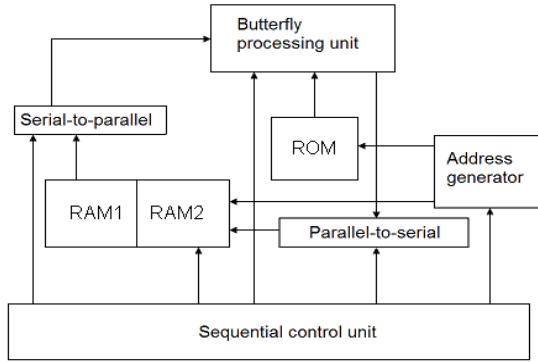 Butterfly
processing unit
Serial-to-parallel
ROM
Address
generator
RAM1
RAM2
Parallel-to-serial
Sequential control unit